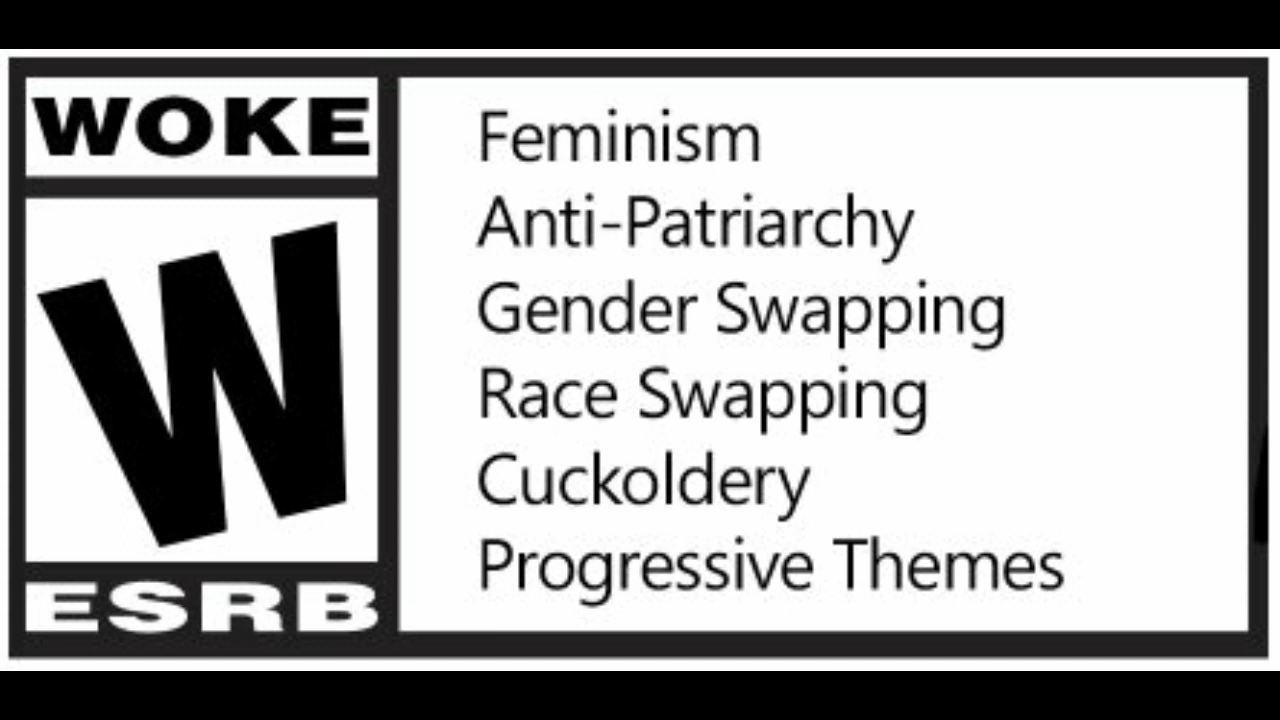 WOKE
W
ESRB
Feminism
Anti-Patriarchy
Gender Swapping
Race Swapping
Cuckoldery
Progressive Themes